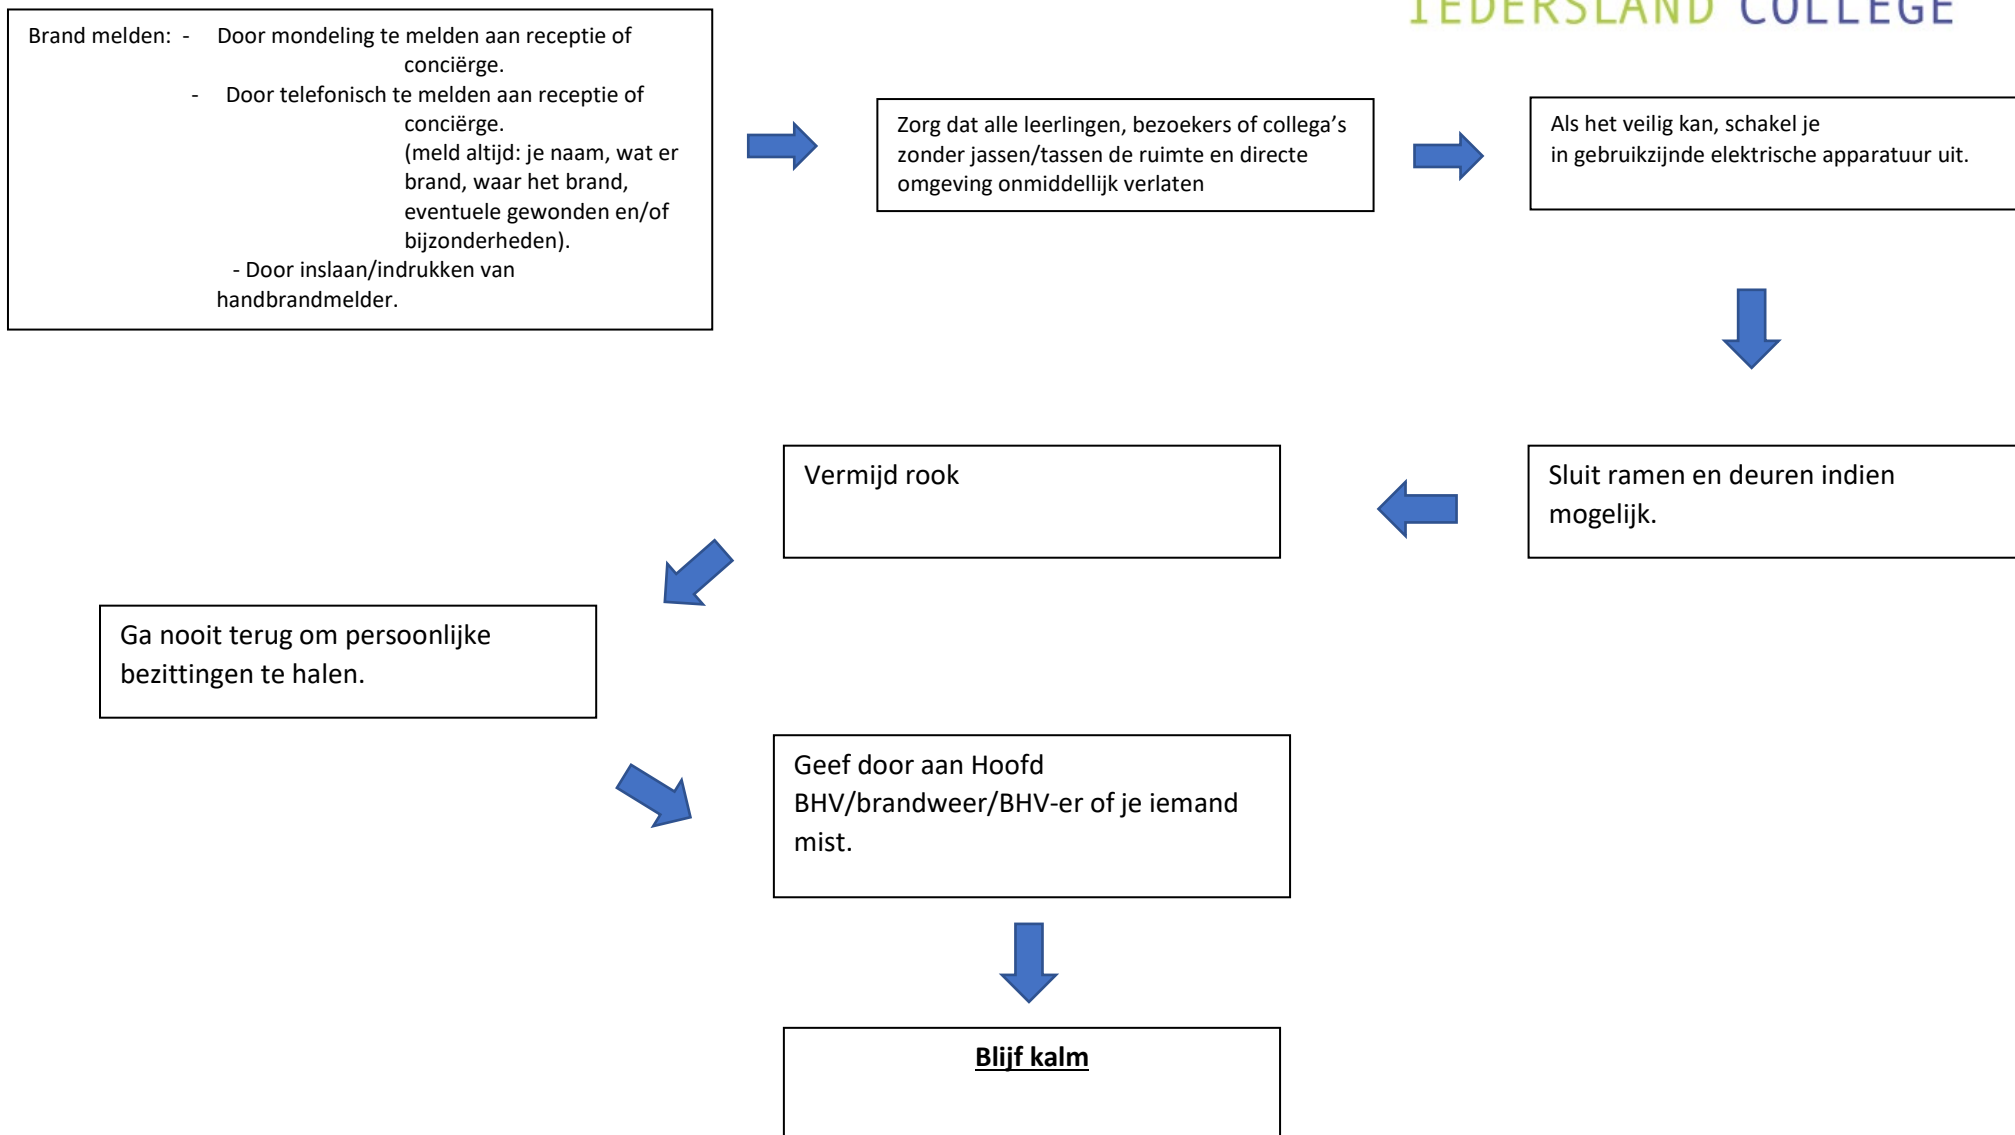 IEDERSLAND COLLEGE
Brand melden: - Door mondeling te melden aan receptie of
conciërge.
- Door telefonisch te melden aan receptie of
conciërge.
(meld altijd: je naam, wat er
brand, waar het brand,
eventuele gewonden en/of
bijzonderheden).
- Door inslaan/indrukken van
handbrandmelder.
Zorg dat alle leerlingen, bezoekers of collega’s
zonder jassen/tassen de ruimte en directe
omgeving onmiddellijk verlaten
Als het veilig kan, schakel je
in gebruikzijnde elektrische apparatuur uit.
Sluit ramen en deuren indien
mogelijk.
Vermijd rook
Ga nooit terug om persoonlijke
bezittingen te halen.
Geef door aan Hoofd
BHV/brandweer/BHV-er of je iemand
mist.
Blijf kalm